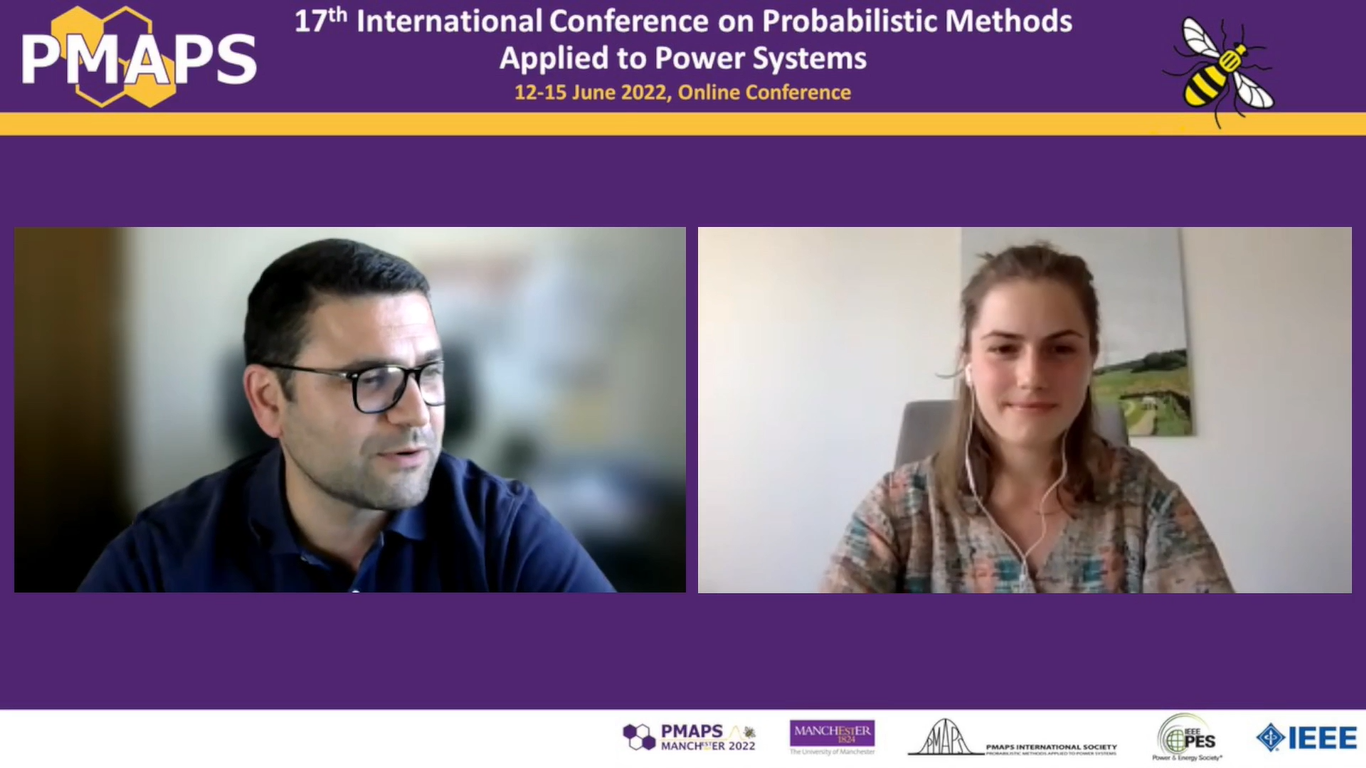 PMAPS
17th International Conference on Probabilistic Methods
Applied to Power Systems
12-15 June 2022, Online Conference
PMAPS
MANCHESTER 2022
MANCHESTER
1824
The University of Manchester
PMAPS
PMAPS INTERNATIONAL SOCIETY
PROBABILISTIC METHODS APPLIED TO POWER SYSTEMS
IEEE
PES
Power & Energy Society®
IEEE